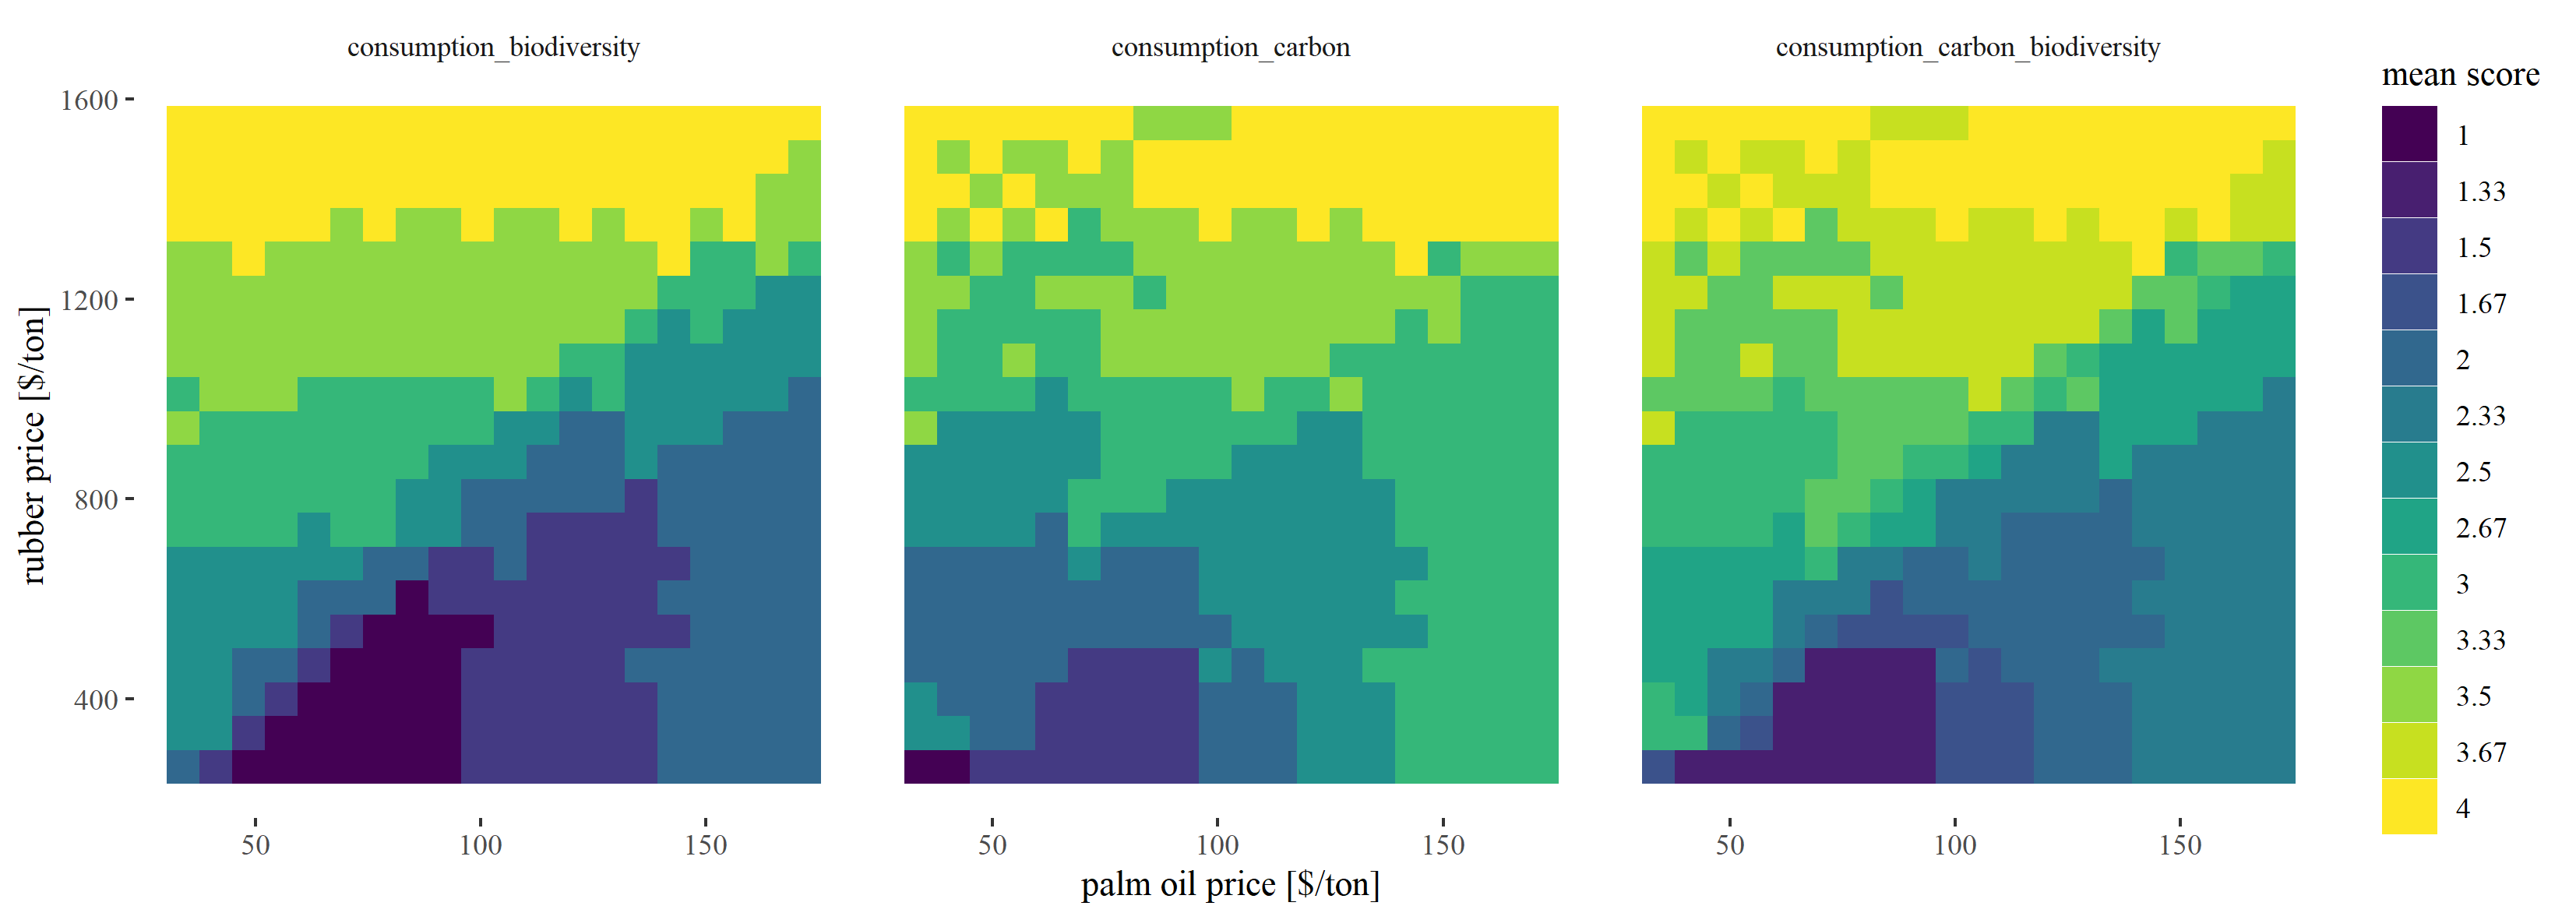 consumption_biodiversity
consumption_carbon
consumption_carbon_biodiversity
mean score
1
1.33
1.5
1.67
2
2.33
2.5
2.67
3
3.33
3.5
3.67
4
rubber price [$/ton]
1600
1200
800
400
50 100 150
50 100 150
50 100 150
palm oil price [$/ton]